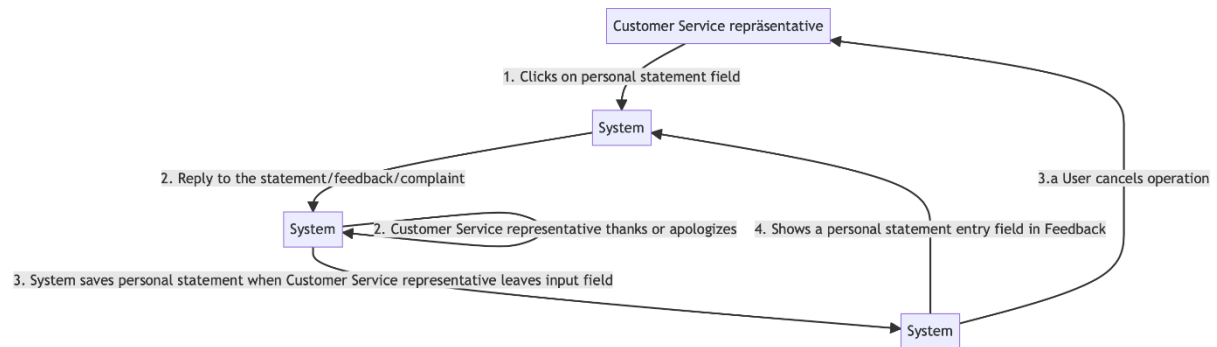 Customer Service repräsentative
1. Clicks on personal statement field
System
2. Reply to the statement/feedback/complaint
3.a User cancels operation
System
2. Customer Service representative thanks or apologizes
4. Shows a personal statement entry field in Feedback
3. System saves personal statement when Customer Service representative leaves input field
System